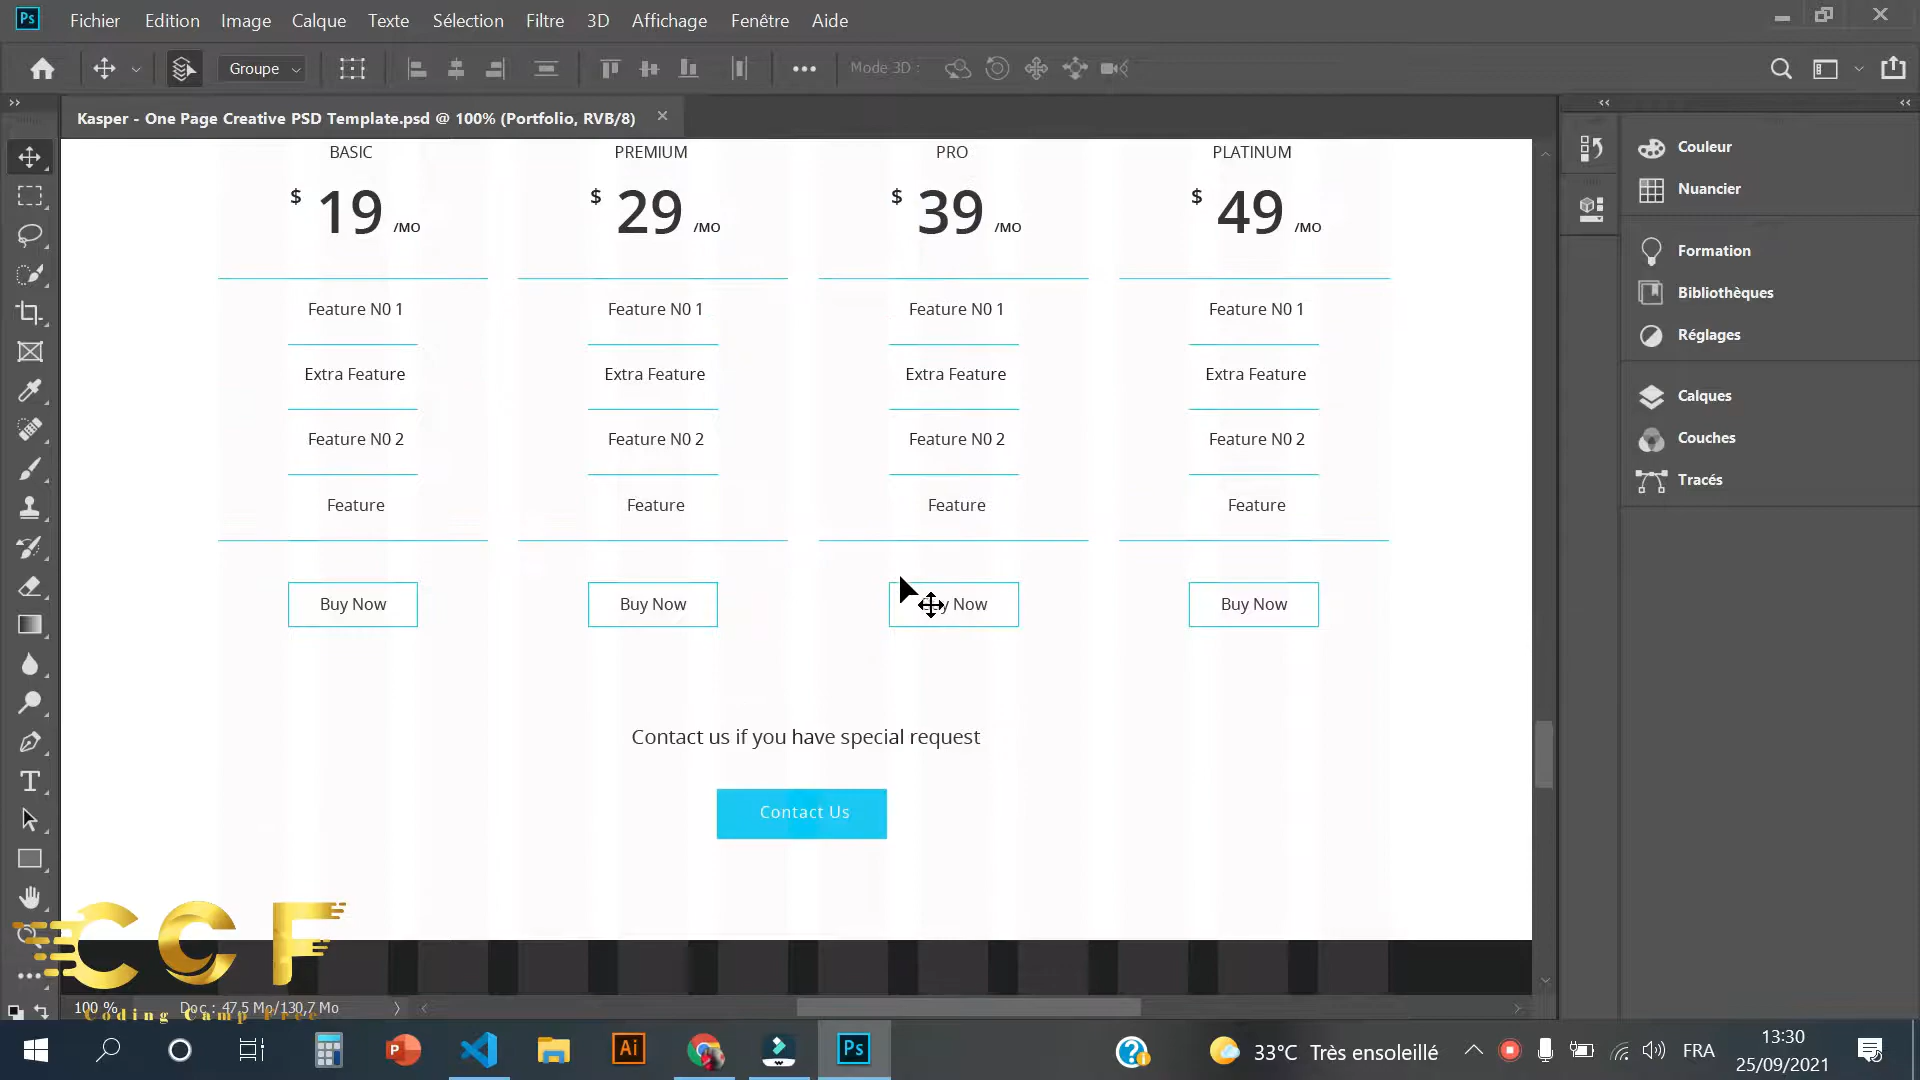 Ps Fichier Edition Image Calque Texte Sélection Filtre 3D Affichage Fenêtre Aide
Groupe Mode 3D :
Kasper - One Page Creative PSD Template.psd @ 100% (Portfolio, RVB/8)
BASIC PREMIUM PRO PLATINUM
$ 19 /MO $ 29 /MO $ 39 /MO $ 49 /MO
Feature N0 1 Feature N0 1 Feature N0 1 Feature N0 1
Extra Feature Extra Feature Extra Feature Extra Feature
Feature N0 2 Feature N0 2 Feature N0 2 Feature N0 2
Feature Feature Feature Feature
Buy Now Buy Now Now Buy Now
Contact us if you have special request
Contact Us
Couleur
Nuancier
Formation
Bibliothèques
Réglages
Calques
Couches
Tracés
CCF
Coding Camp Free
100 % Doc : 47,5 Mo/130,7 Mo
Ai Ps 33°C Très ensoleillé FRA 13:30
25/09/2021